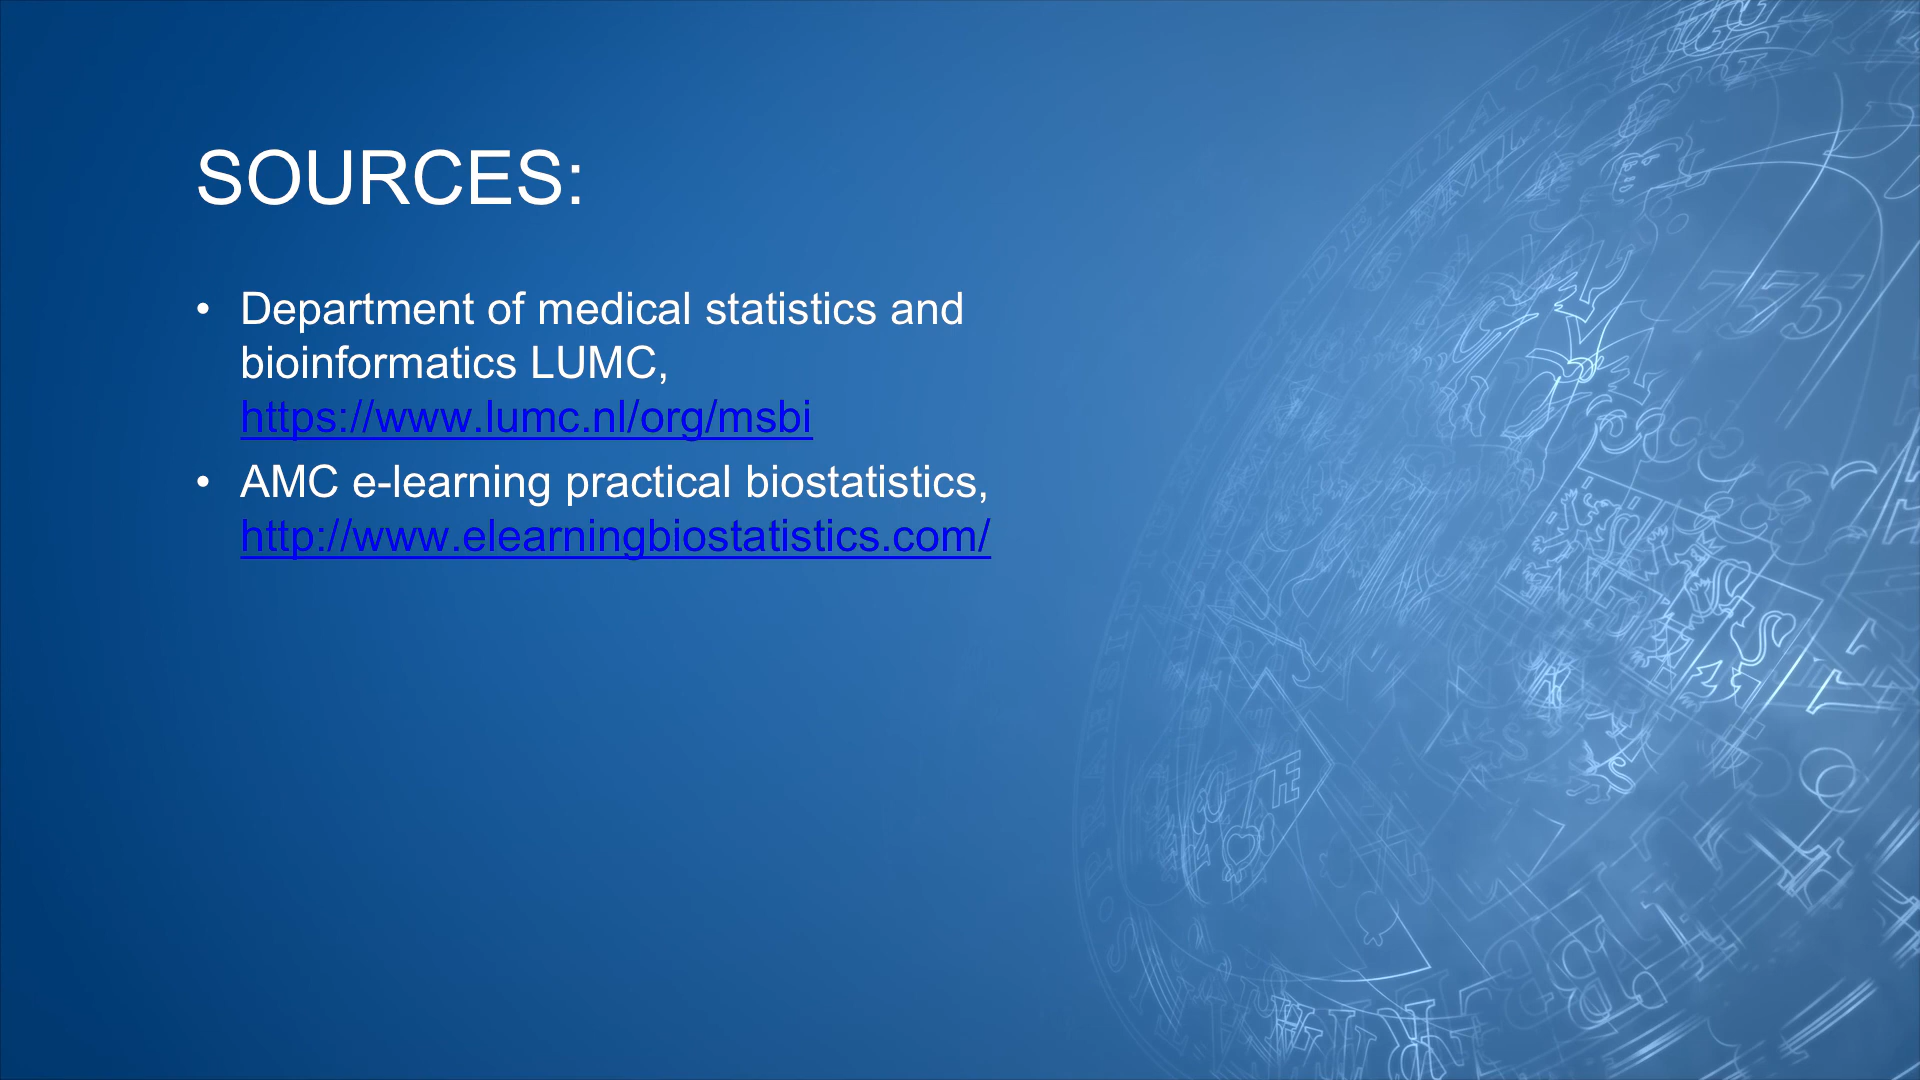 SOURCES:
• Department of medical statistics and
bioinformatics LUMC,
https://www.lumc.nl/org/msbi
• AMC e-learning practical biostatistics,
http://www.elearningbiostatistics.com/
575